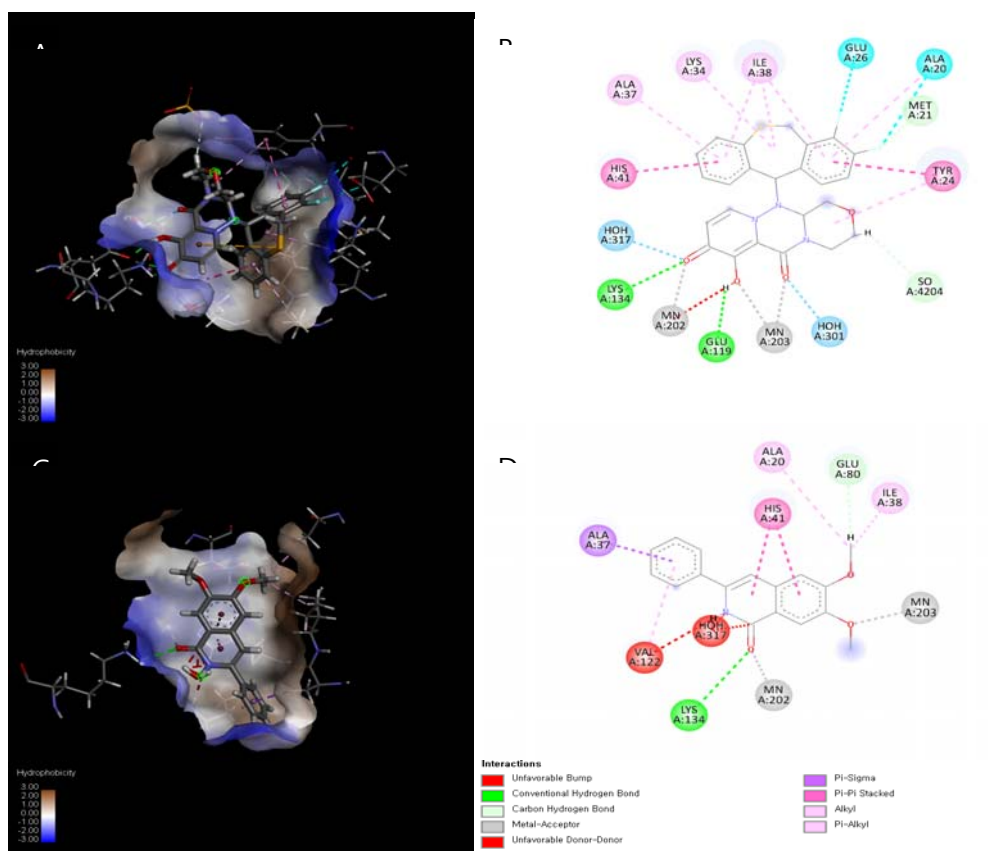 A
Hydrophobicity
3.00
2.00
1.00
0.00
-1.00
-2.00
-3.00
B
LYS
A:34
ILE
A:38
GLU
A:26
ALA
A:20
ALA
A:37
MET
A:21
HIS
A:41
TYR
A:24
S
N
N
N
O
O
O
O
H
H
HOH
A:317
LYS
A:134
MN
A:202
GLU
A:119
MN
A:203
HOH
A:301
SO
A:4204
C
Hydrophobicity
3.00
2.00
1.00
0.00
-1.00
-2.00
-3.00
D
ALA
A:20
GLU
A:80
ILE
A:38
HIS
A:41
ALA
A:37
H
O
O
O
N
H
MN
A:203
HOH
A:317
VAL
A:122
MN
A:202
LYS
A:134
Interactions
Unfavorable Bump
Conventional Hydrogen Bond
Carbon Hydrogen Bond
Metal-Acceptor
Unfavorable Donor-Donor
Pi-Sigma
Pi-Pi Stacked
Alkyl
Pi-Alkyl